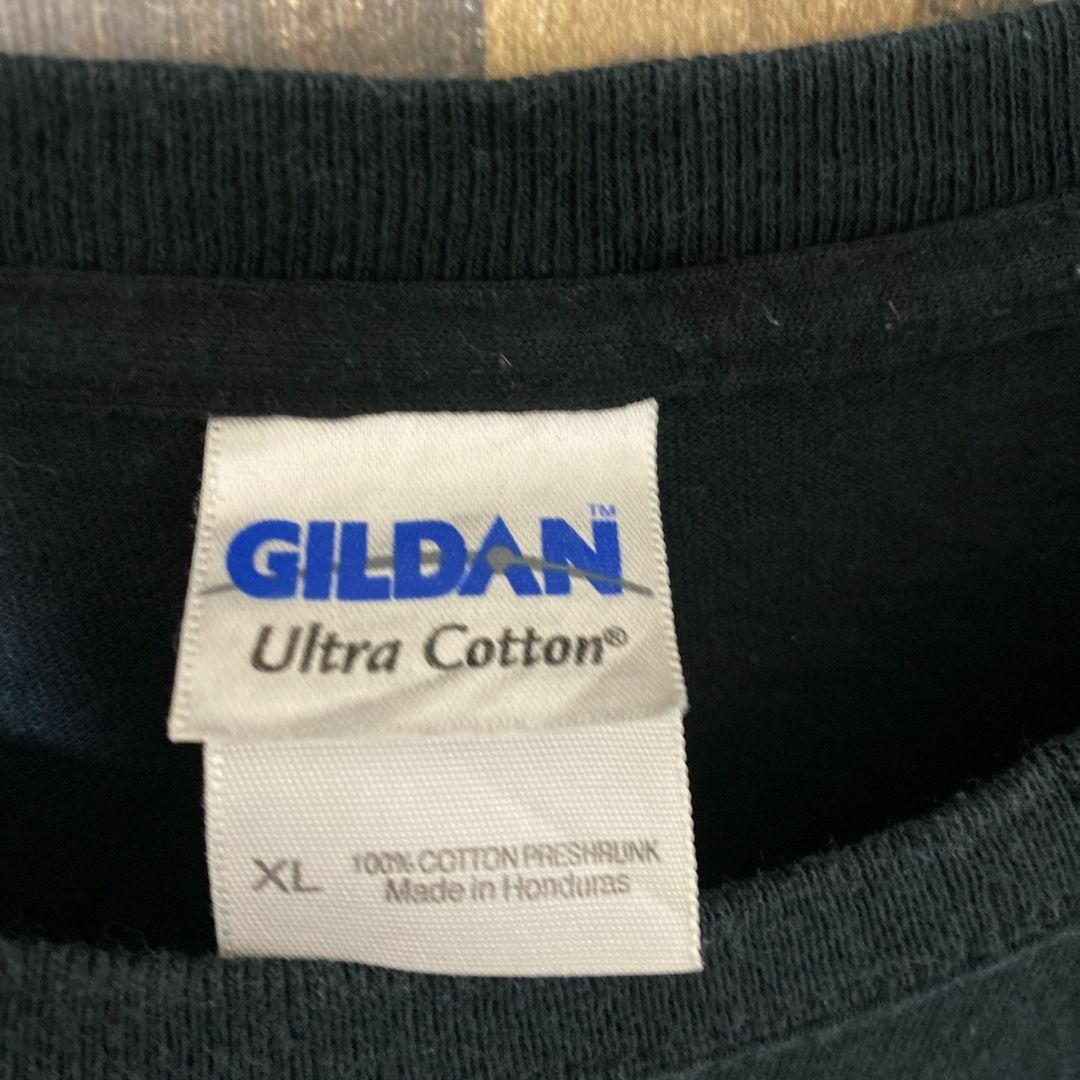 GILDAN™
Ultra Cotton®
XL 100% COTTON PRESHRUNK
Made in Honduras